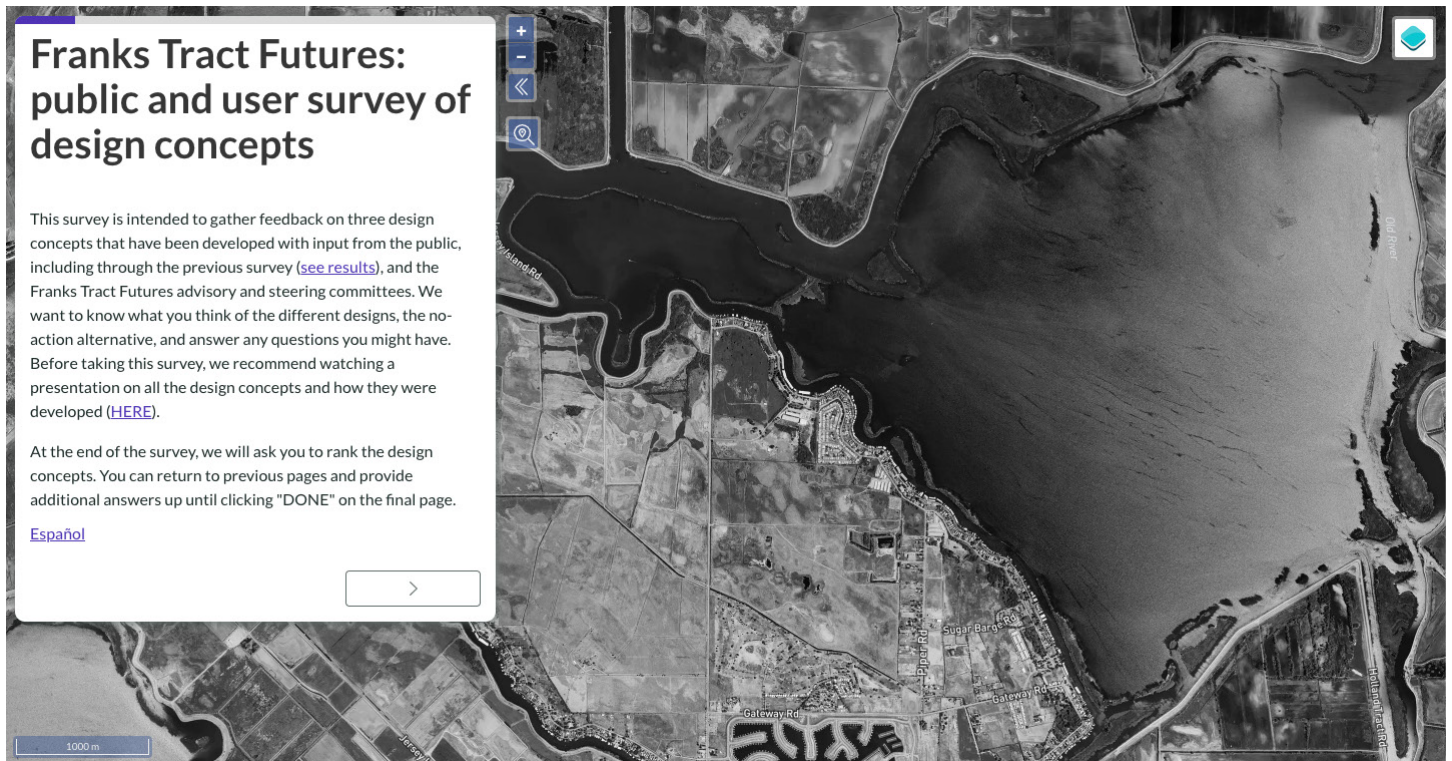 Franks Tract Futures:
public and user survey of
design concepts
This survey is intended to gather feedback on three design
concepts that have been developed with input from the public,
including through the previous survey (see results), and the
Franks Tract Futures advisory and steering committees. We
want to know what you think of the different designs, the no-
action alternative, and answer any questions you might have.
Before taking this survey, we recommend watching a
presentation on all the design concepts and how they were
developed (HERE).
At the end of the survey, we will ask you to rank the design
concepts. You can return to previous pages and provide
additional answers up until clicking "DONE" on the final page.
Español
+
−
Island Rd
Old River
Sugar Barge Rd
Piper Rd
Gateway Rd
Gateway Rd
Holland Tract Rd
1000 m